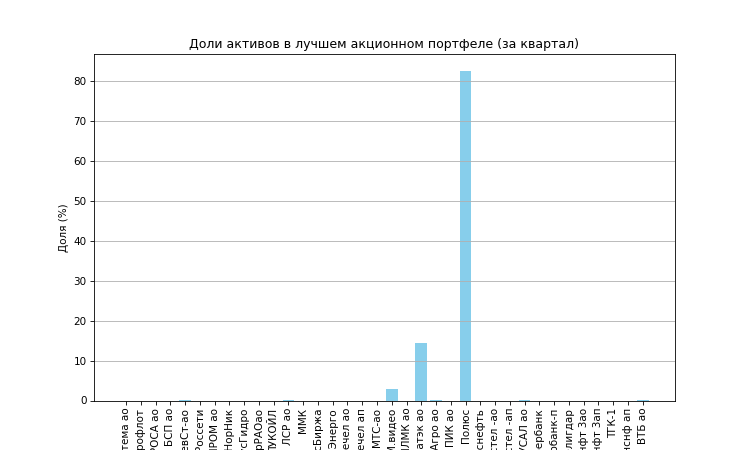 Доли активов в лучшем акционном портфеле (за квартал)
Доля (%)
80
70
60
50
40
30
20
10
0
тема ао
рофлот
РОСА ао
БСП ао
евСт-ао
Россети
ПРОМ ао
НорНик
сГидро
рРАОао
УКОЙЛ
ЛСР ао
ММК
сБиржа
Энерго
ечел ао
ечел ап
МТС-ао
М.видео
ЛМК ао
атэк ао
Агро ао
ПИК ао
Полюс
снефть
стел -ао
стел -ап
УСАЛ ао
ербанк
рбанк-п
лигдар
нфт 3ао
нфт 3ап
ТГК-1
нснф ап
ВТБ ао